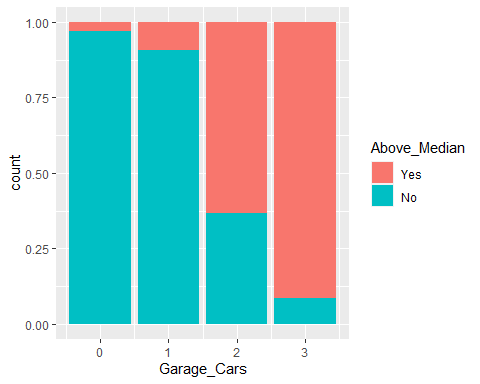 1.00
0.75
0.50
0.25
0.00
count
0 1 2 3
Garage_Cars
Above_Median
Yes
No